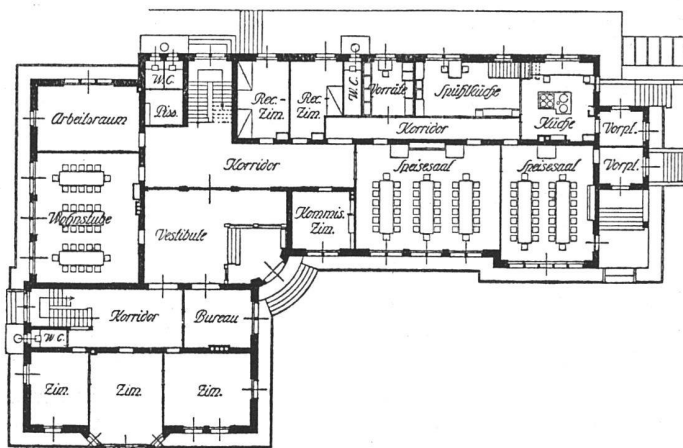 W.C.
Piss.
Arbeitsraum
Rec.-
Zim.
Rec.
Zim.
W.C.
Vorräte
Spühlküche
Küche
Vorpl.
Korridor
Korridor
Speisesaal
Speisesaal
Vorpl.
Wohnstube
Vestibule
Kommis.
Zim.
Korridor
Bureau
W.C.
Zim.
Zim.
Zim.